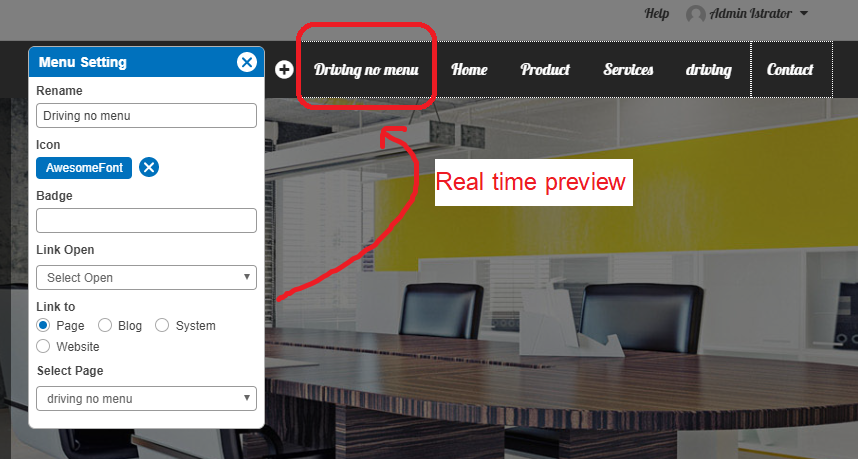 Help Admin Istrator
Menu Setting
Driving no menu Home Product Services driving Contact
Rename
Driving no menu
Icon
AwesomeFont
Real time preview
Badge
Link Open
Select Open
Link to
Page Blog System
Website
Select Page
driving no menu